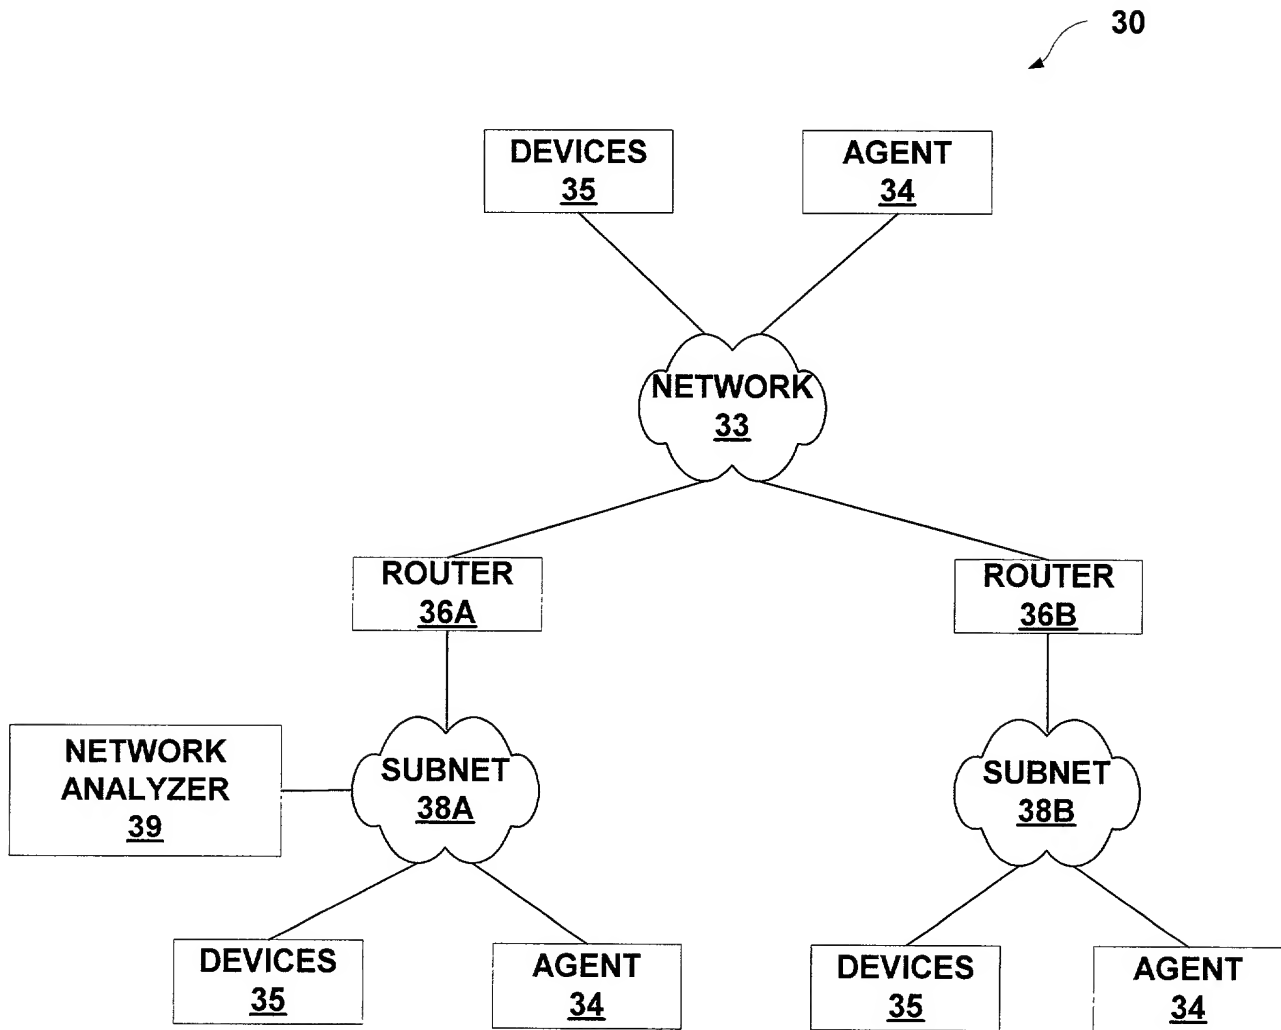 30
DEVICES
35
AGENT
34
NETWORK
33
ROUTER
36A
ROUTER
36B
NETWORK
ANALYZER
39
SUBNET
38A
SUBNET
38B
DEVICES
35
AGENT
34
DEVICES
35
AGENT
34